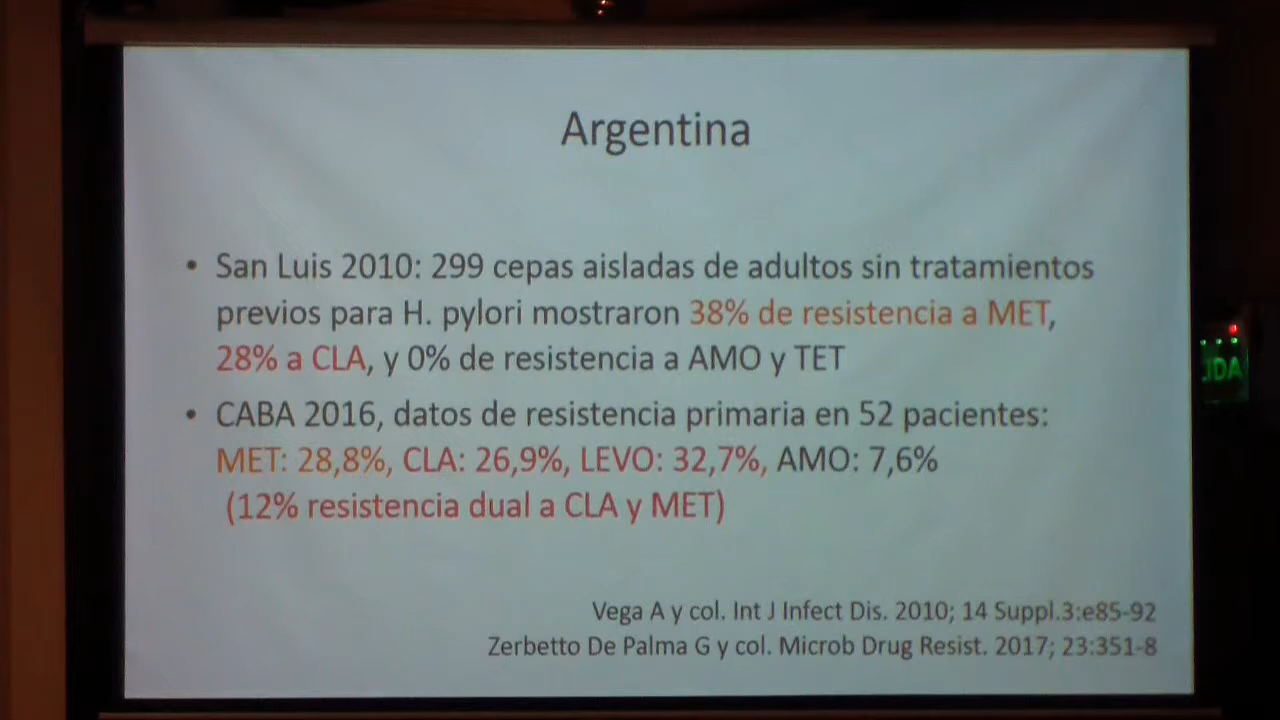 Argentina
• San Luis 2010: 299 cepas aisladas de adultos sin tratamientos
previos para H. pylori mostraron 38% de resistencia a MET,
28% a CLA, y 0% de resistencia a AMO y TET
• CABA 2016, datos de resistencia primaria en 52 pacientes:
MET: 28,8%, CLA: 26,9%, LEVO: 32,7%, AMO: 7,6%
(12% resistencia dual a CLA y MET)
Vega A y col. Int J Infect Dis. 2010; 14 Suppl.3:e85-92
Zerbetto De Palma G y col. Microb Drug Resist. 2017; 23:351-8
IDA